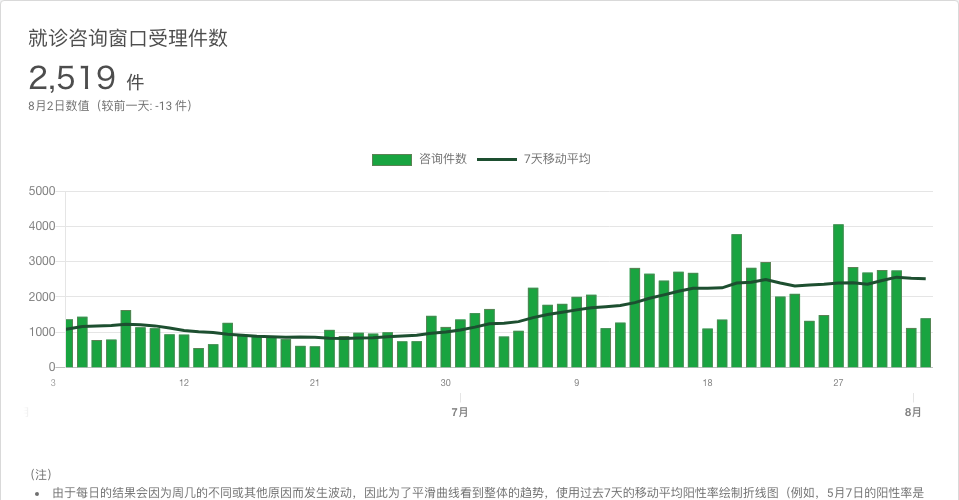 就诊咨询窗口受理件数
2,519 件
8月2日数值（较前一天: -13 件）
咨询件数 7天移动平均
5000
4000
3000
2000
1000
0
3 12 21 30 9 18 27
7月 8月
（注）
• 由于每日的结果会因为周几的不同或其他原因而发生波动，因此为了平滑曲线看到整体的趋势，使用过去7天的移动平均阳性率绘制折线图（例如，5月7日的阳性率是